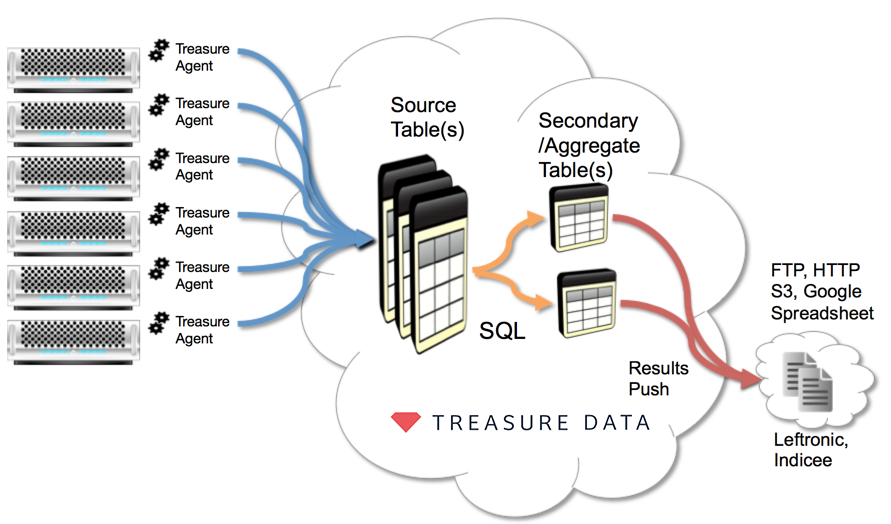 Treasure
Agent
Treasure
Agent
Treasure
Agent
Treasure
Agent
Treasure
Agent
Treasure
Agent
Source
Table(s)
Secondary
/Aggregate
Table(s)
SQL
Results
Push
TREASURE DATA
FTP, HTTP
S3, Google
Spreadsheet
Leftronic,
Indicee